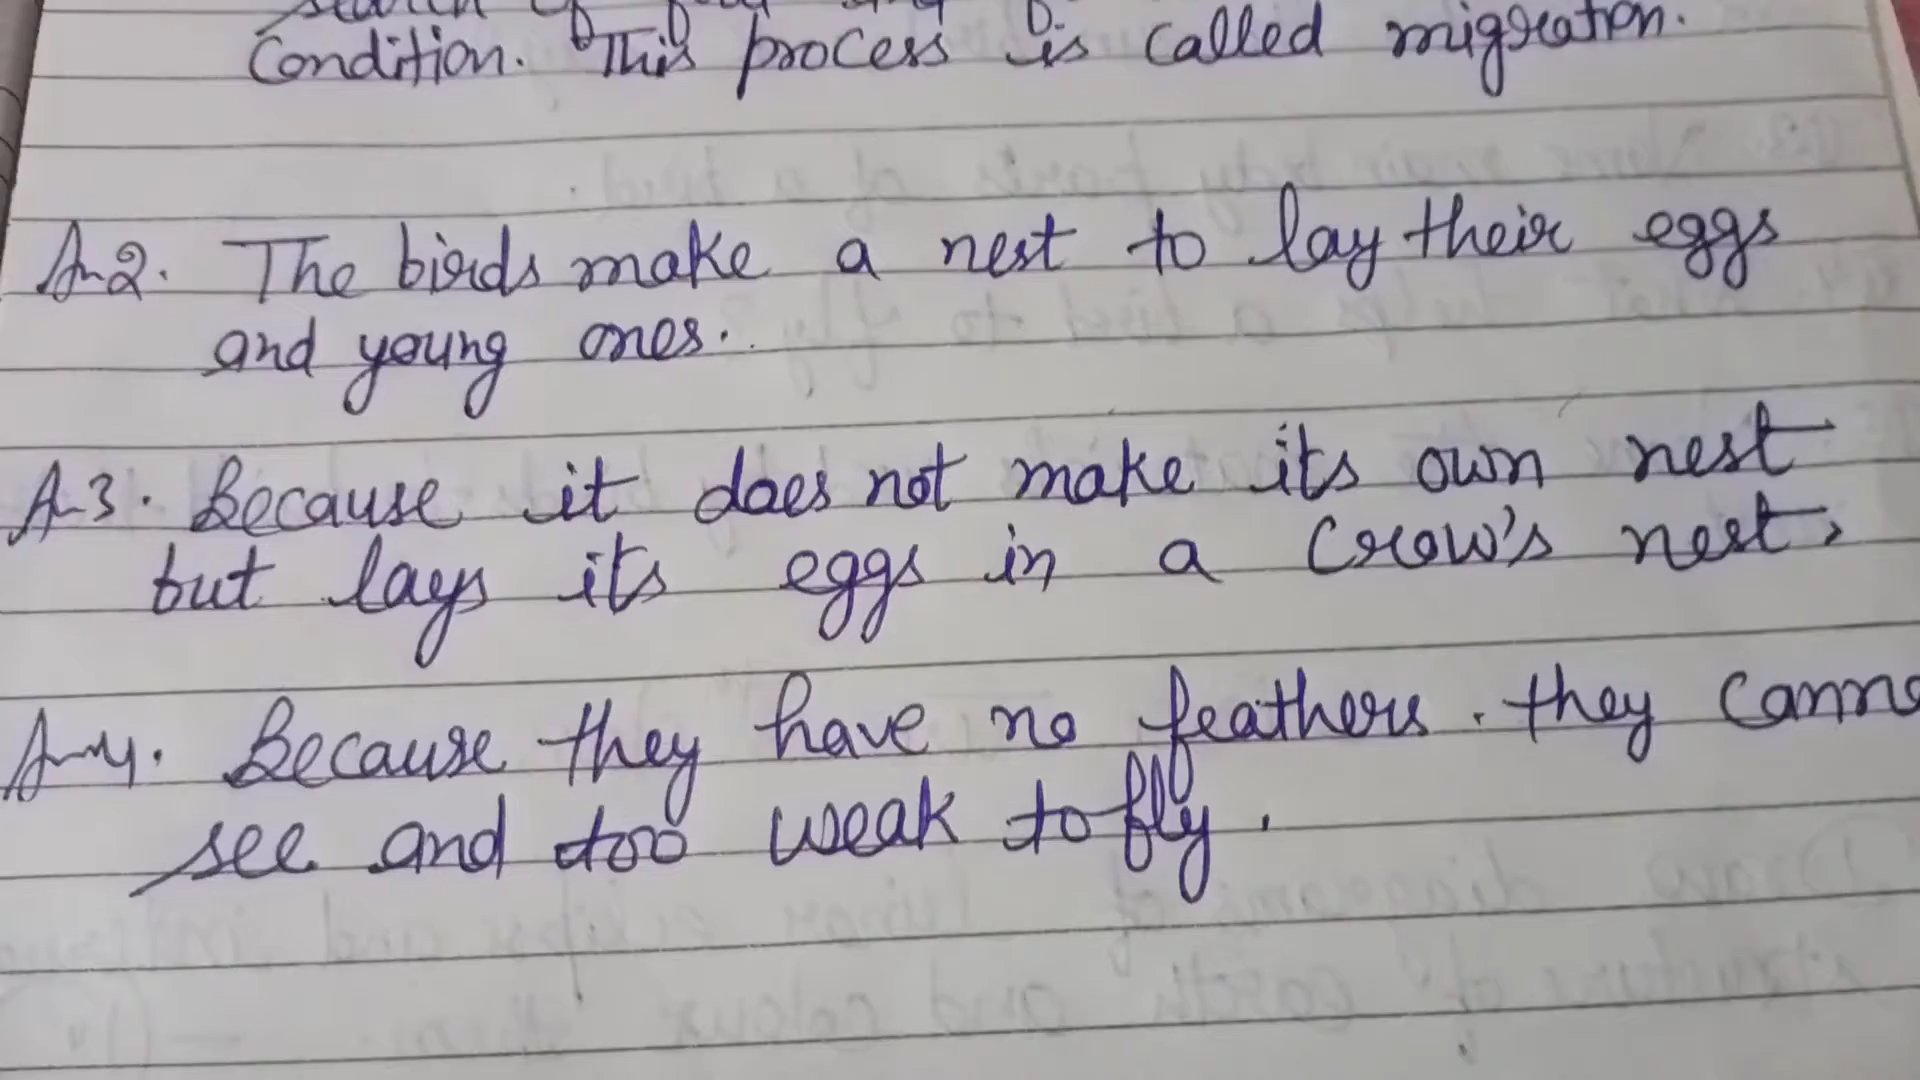 Condition. This process is called migration.
A-2. The birds make a nest to lay their eggs
and young ones.
A-3. Because it does not make its own nest
but lays its eggs in a Crow's nest,
A-4. Because they have no feathers. they
see and too weak to fly.